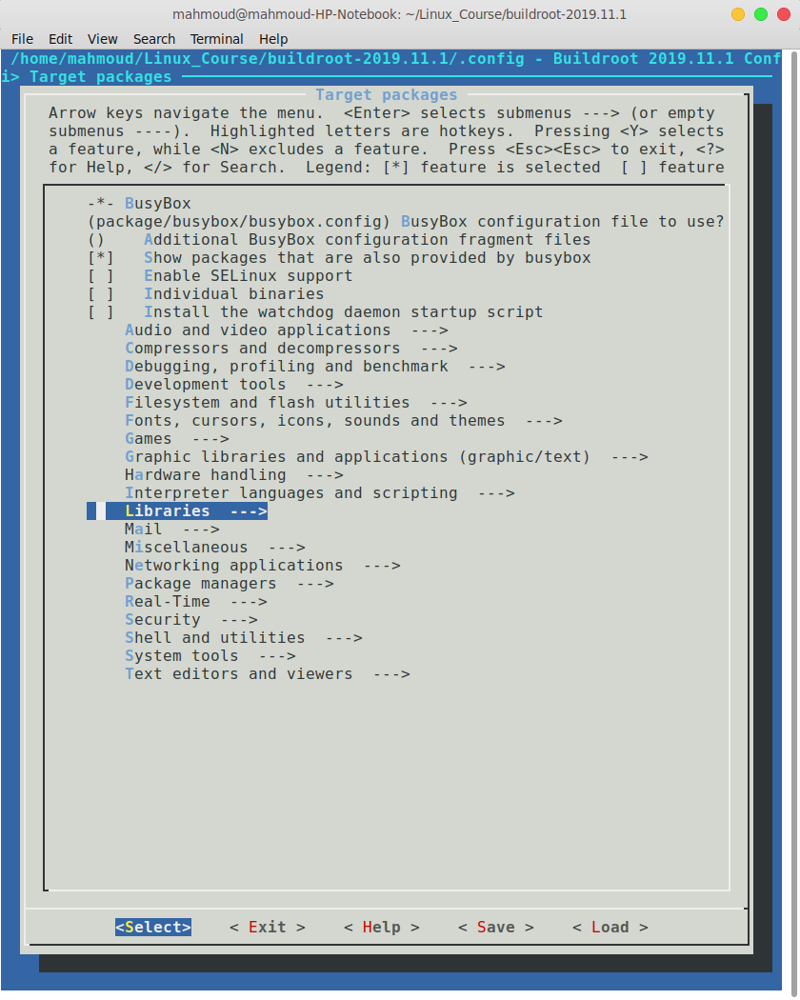 mahmoud@mahmoud-HP-Notebook: ~/Linux_Course/buildroot-2019.11.1
File Edit View Search Terminal Help
/home/mahmoud/Linux_Course/buildroot-2019.11.1/.config - Buildroot 2019.11.1 Conf
i> Target packages
Target packages
Arrow keys navigate the menu.  <Enter> selects submenus ---> (or empty
submenus ----).  Highlighted letters are hotkeys.  Pressing <Y> selects
a feature, while <N> excludes a feature.  Press <Esc><Esc> to exit, <?>
for Help, </> for Search.  Legend: [*] feature is selected  [ ] feature
-*- BusyBox
(package/busybox/busybox.config) BusyBox configuration file to use?
()    Additional BusyBox configuration fragment files
[*]   Show packages that are also provided by busybox
[ ]   Enable SELinux support
[ ]   Individual binaries
[ ]   Install the watchdog daemon startup script
Audio and video applications  --->
Compressors and decompressors  --->
Debugging, profiling and benchmark  --->
Development tools  --->
Filesystem and flash utilities  --->
Fonts, cursors, icons, sounds and themes  --->
Games  --->
Graphic libraries and applications (graphic/text)  --->
Hardware handling  --->
Interpreter languages and scripting  --->
Libraries  --->
Mail  --->
Miscellaneous  --->
Networking applications  --->
Package managers  --->
Real-Time  --->
Security  --->
Shell and utilities  --->
System tools  --->
Text editors and viewers  --->
<Select>    < Exit >    < Help >    < Save >    < Load >